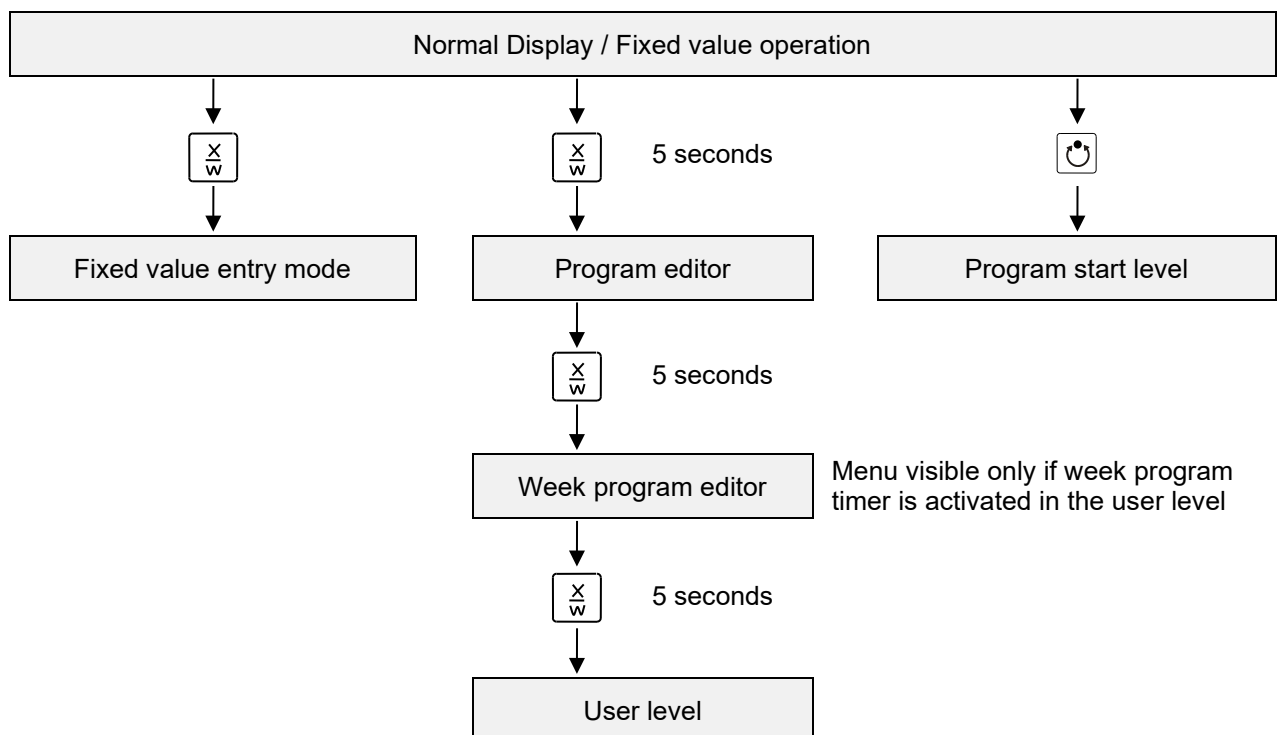 Normal Display / Fixed value operation
X
W
X
W
5 seconds
Fixed value entry mode
Program editor
Program start level
X
W
5 seconds
Week program editor
Menu visible only if week program
timer is activated in the user level
X
W
5 seconds
User level